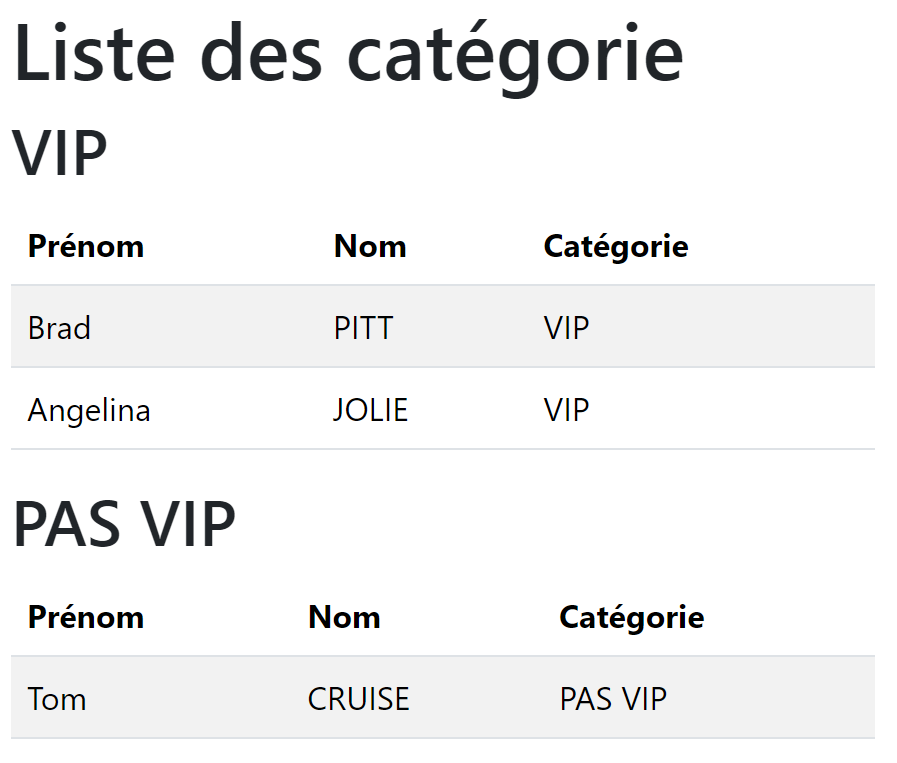 Liste des catégorie
VIP
Prénom Nom Catégorie
Brad PITT VIP
Angelina JOLIE VIP
PAS VIP
Prénom Nom Catégorie
Tom CRUISE PAS VIP